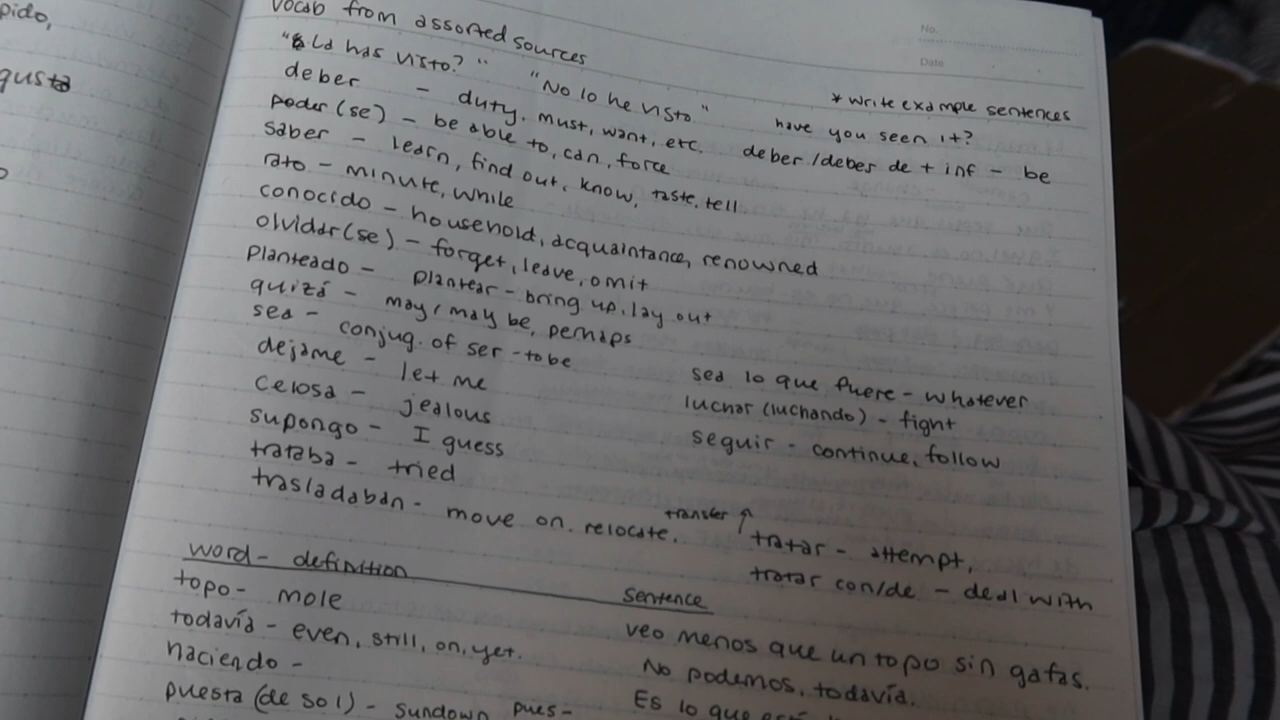 pido,
gusta
o
No.
Date
vocab from assorted sources
"¿La has visto?" "No lo he visto." * write example sentences
have you seen it?
deber - duty, must, want, etc. deber / deber de + inf - be
poder (se) - be able to, can, force
saber - learn, find out, know, taste, tell
rato - minute, while
conocido - household, acquaintance, renowned
olvidar (se) - forget, leave, omit
planteado - plantear - bring up, lay out
quizá - may / may be, perhaps
sea - conjug. of ser - to be
dejame - let me sea lo que fuere - whatever
celosa - jealous luchar (luchando) - fight
supongo - I guess seguir - continue, follow
trataba - tried
trasladaban - move on. relocate. transfer tratar - attempt,
tratar con/de - deal with
word - definition sentence
topo - mole veo menos que un topo sin gafas.
todavía - even, still, on, yet. No podemos, todavía.
haciendo - Es lo que
puesta (de sol) - sundown pues-